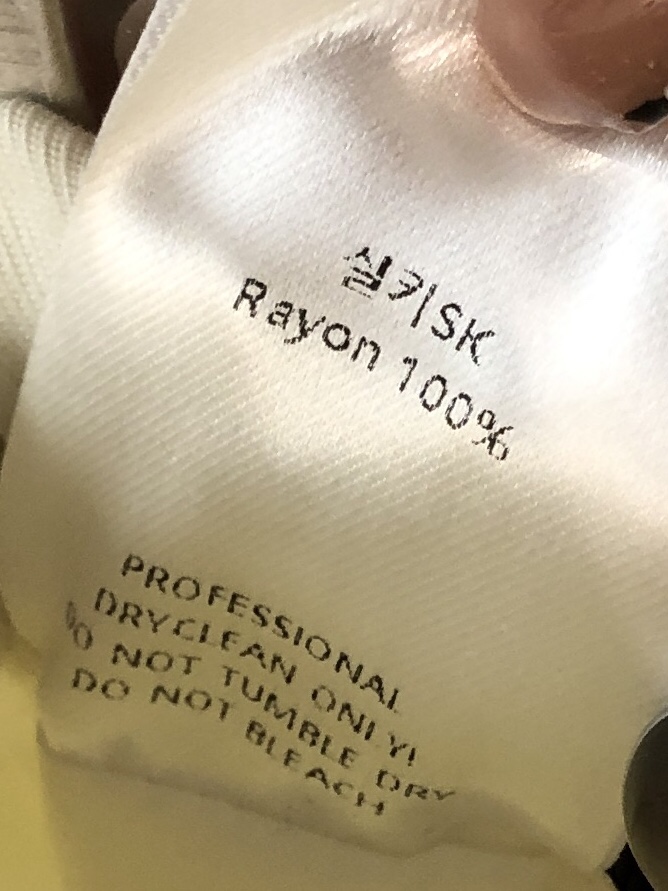 실키SK
Rayon 100%
PROFESSIONAL
DRYCLEAN ONLY!
DO NOT TUMBLE DRY
DO NOT BLEACH